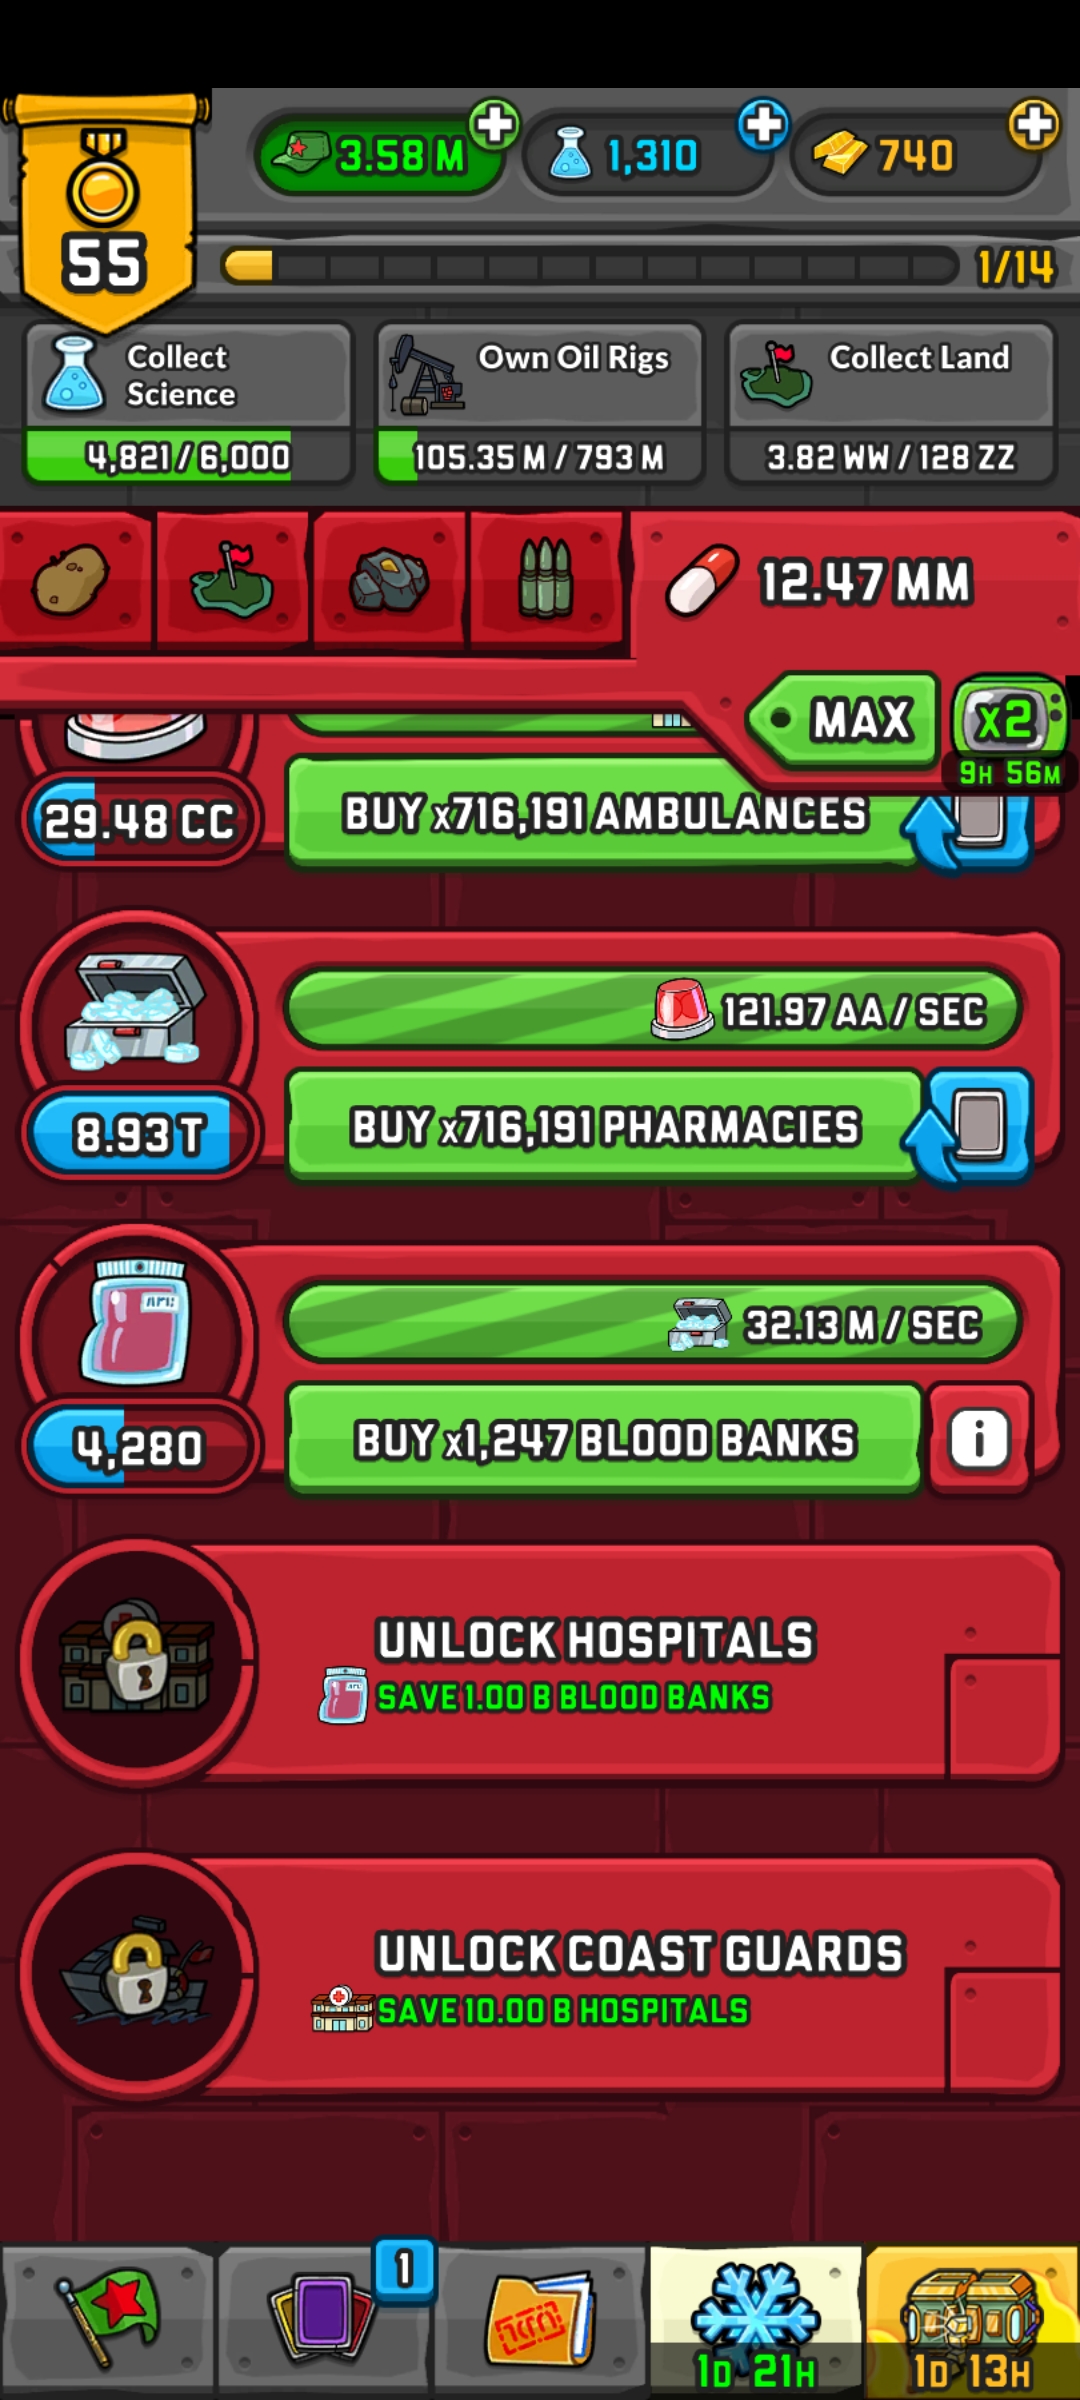 3.58 M
1,310
740
55
1/14
Collect
Science
4,821 / 6,000
Own Oil Rigs
105.35 M / 793 M
Collect Land
3.82 WW / 128 ZZ
12.47 MM
MAX
x2
9H 56M
29.48 CC
BUY x716,191 AMBULANCES
121.97 AA / SEC
8.93 T
BUY x716,191 PHARMACIES
32.13 M / SEC
4,280
BUY x1,247 BLOOD BANKS
i
UNLOCK HOSPITALS
SAVE 1.00 B BLOOD BANKS
UNLOCK COAST GUARDS
SAVE 10.00 B HOSPITALS
1
1D 21H
1D 13H